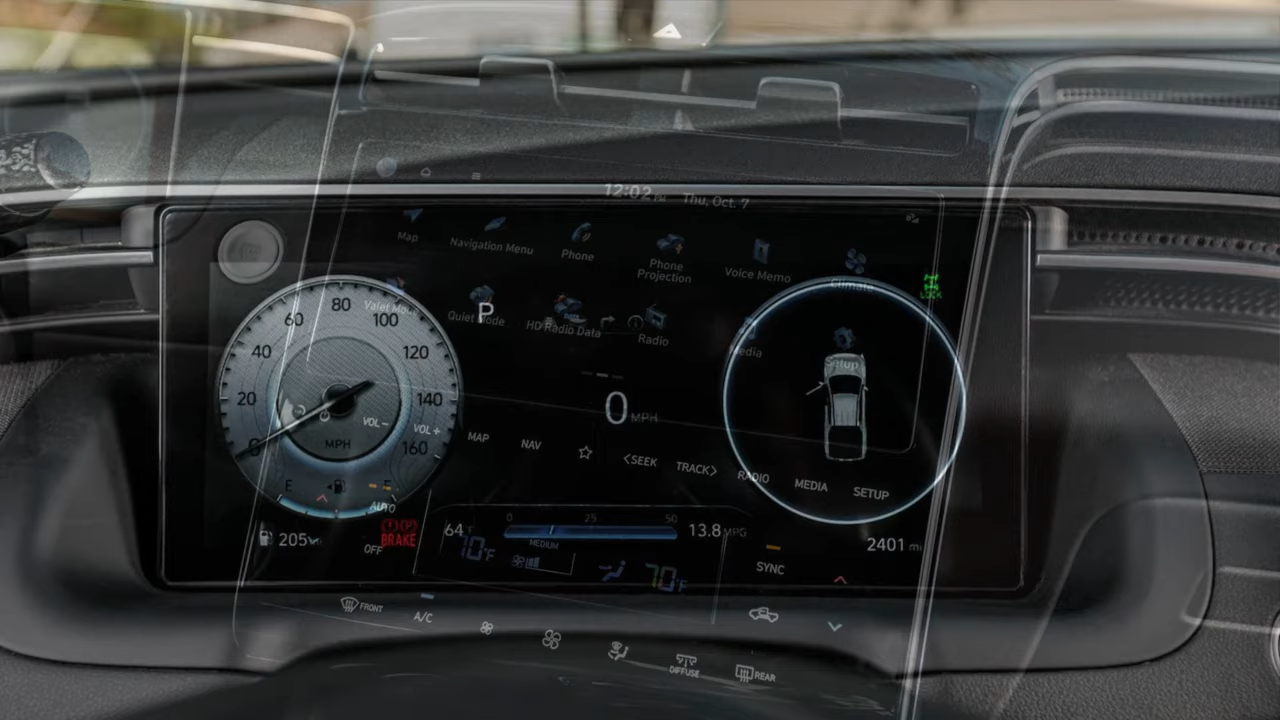 12:02 PM Thu, Oct. 7
Map
Navigation Menu
Phone
Phone
Projection
Voice Memo
Climate
LOCK
Valet Mode
Quiet Mode
HD Radio Data
Radio
Media
Setup
P
0 20 40 60 80 100 120 140 160
MPH
VOL- VOL+
0 MPH
MAP NAV <SEEK TRACK> RADIO MEDIA SETUP
E F
AUTO
205 mi
BRAKE
OFF
64°F
0 25 50
13.8 MPG
MEDIUM
70°F
70°F
SYNC
2401 mi
FRONT
A/C
DIFFUSE
REAR